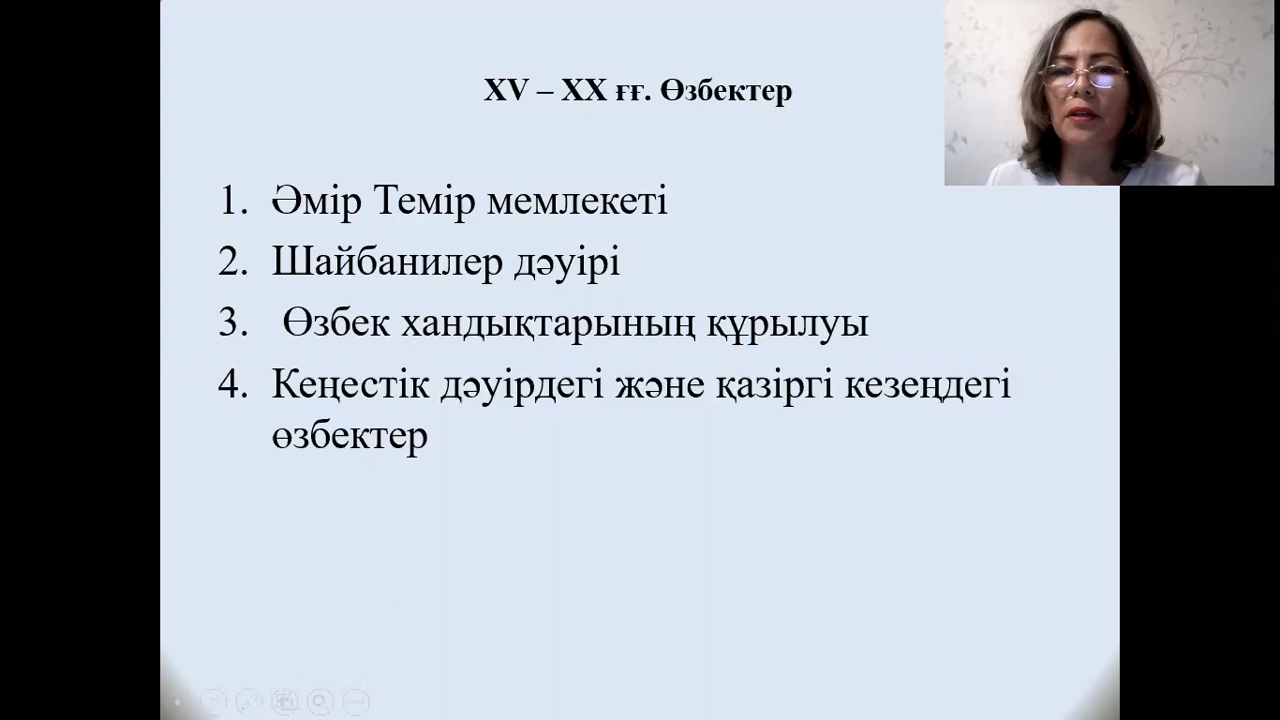 XV – XX ғғ. Өзбектер
1. Әмір Темір мемлекеті
2. Шайбанилер дәуірі
3. Өзбек хандықтарының құрылуы
4. Кеңестік дәуірдегі және қазіргі кезеңдегі
өзбектер